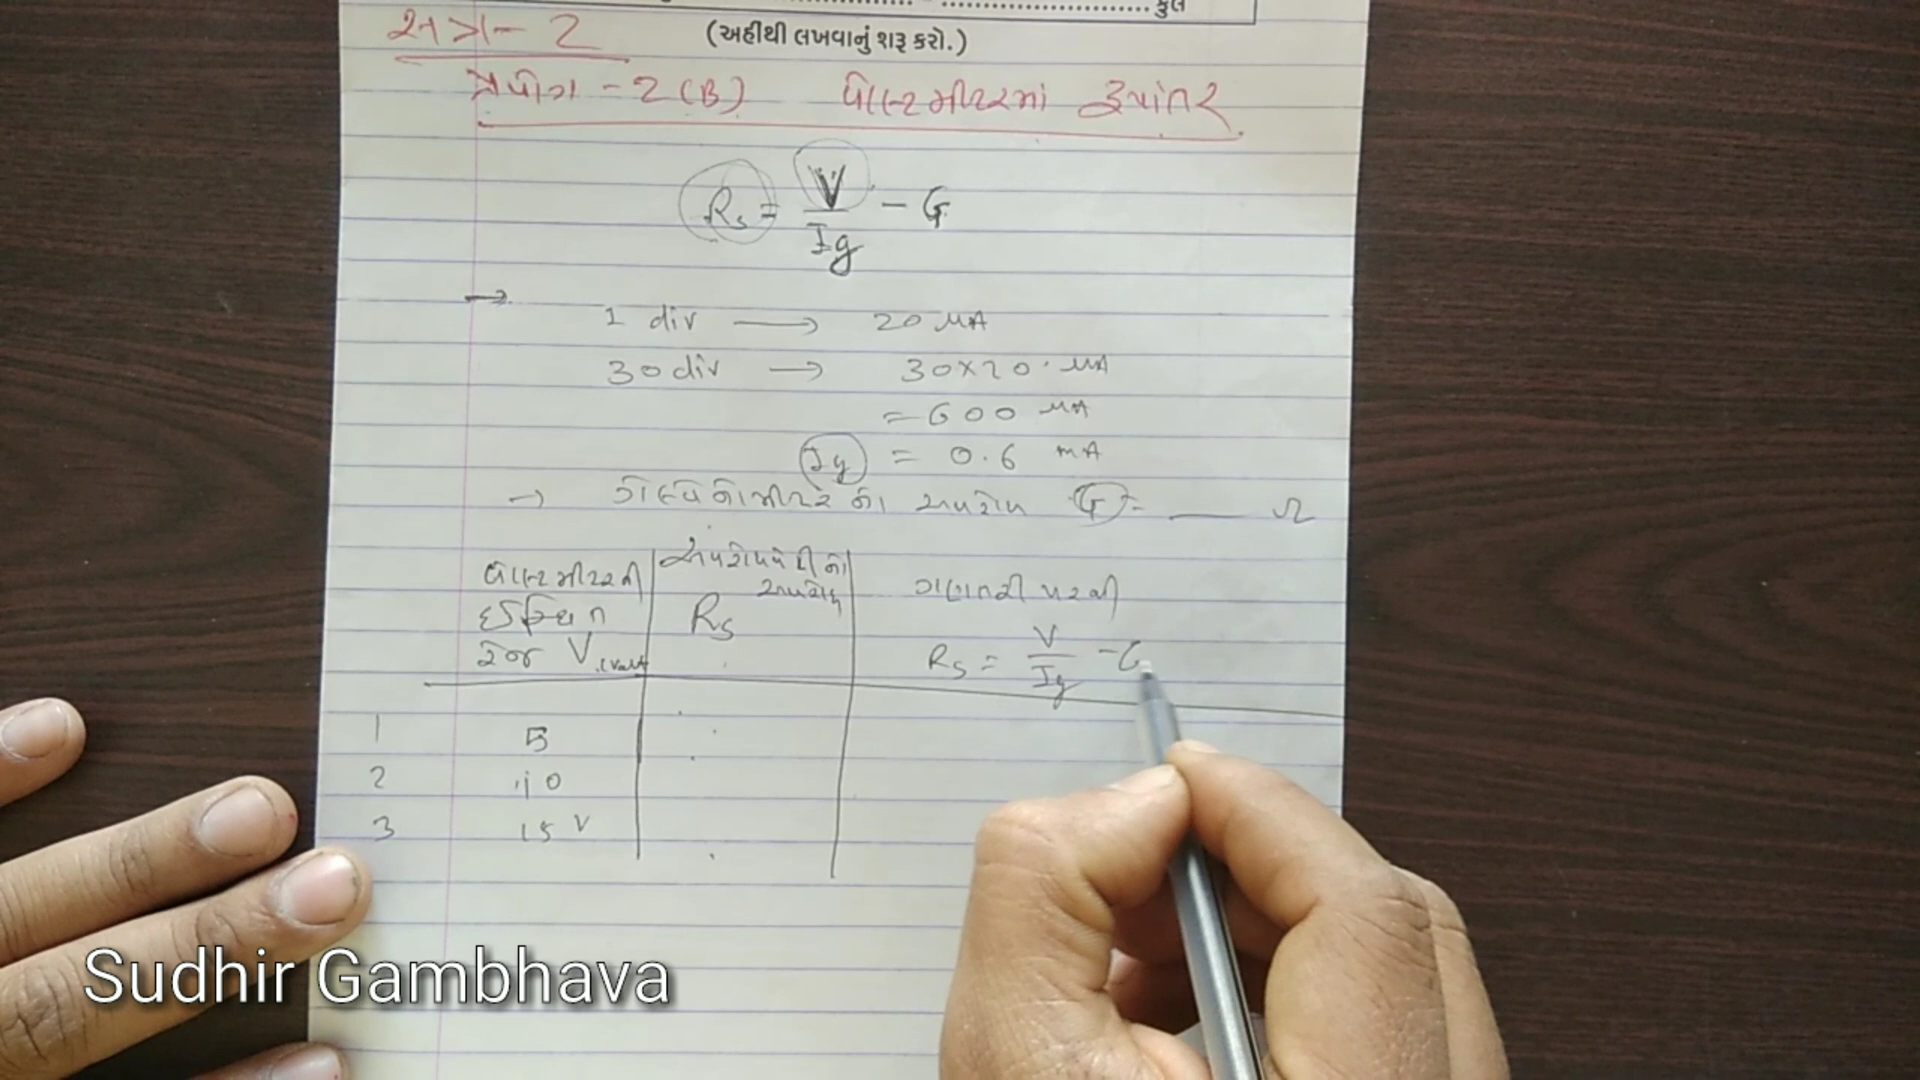 કુલ
(અહીંથી લખવાનું શરૂ કરો.)
સત્ર - 2
પ્રયોગ - 2 (B) વોલ્ટમીટરમાં રૂપાંતર
Rs = V/Ig - G
→
1 div → 20 μA
30 div → 30×20 · μA
= 600 μA
Ig = 0.6 mA
→ ગેલ્વેનોમીટરનો અવરોધ G = ___ Ω
વોલ્ટમીટરની અવરોધપેટીનો
અવરોધ ગણતરી પરથી
રેન્જ V (volt) Rs Rs = V/Ig - G
1 5
2 10
3 15 V
Sudhir Gambhava